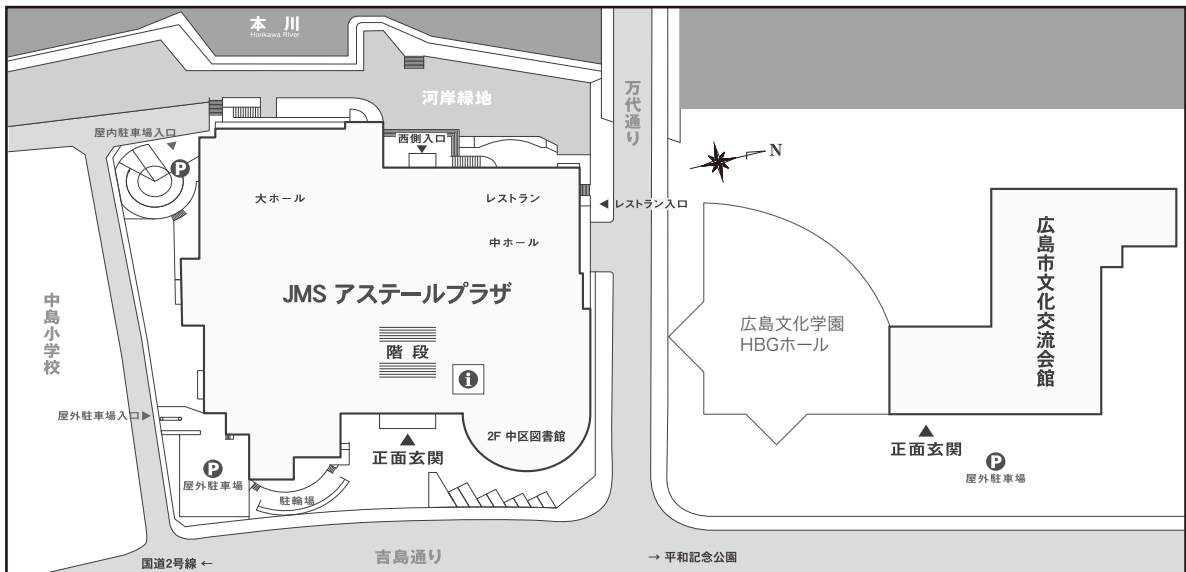 本川
Honkawa River
河岸緑地
万代通り
屋内駐車場入口
P
西側入口
N
大ホール
レストラン
レストラン入口
中ホール
JMS アステールプラザ
中島小学校
階段
i
広島文化学園
HBGホール
広島市文化交流会館
屋外駐車場入口
2F 中区図書館
正面玄関
正面玄関
P
屋外駐車場
P
屋外駐車場
駐輪場
吉島通り
国道2号線 ←
→ 平和記念公園